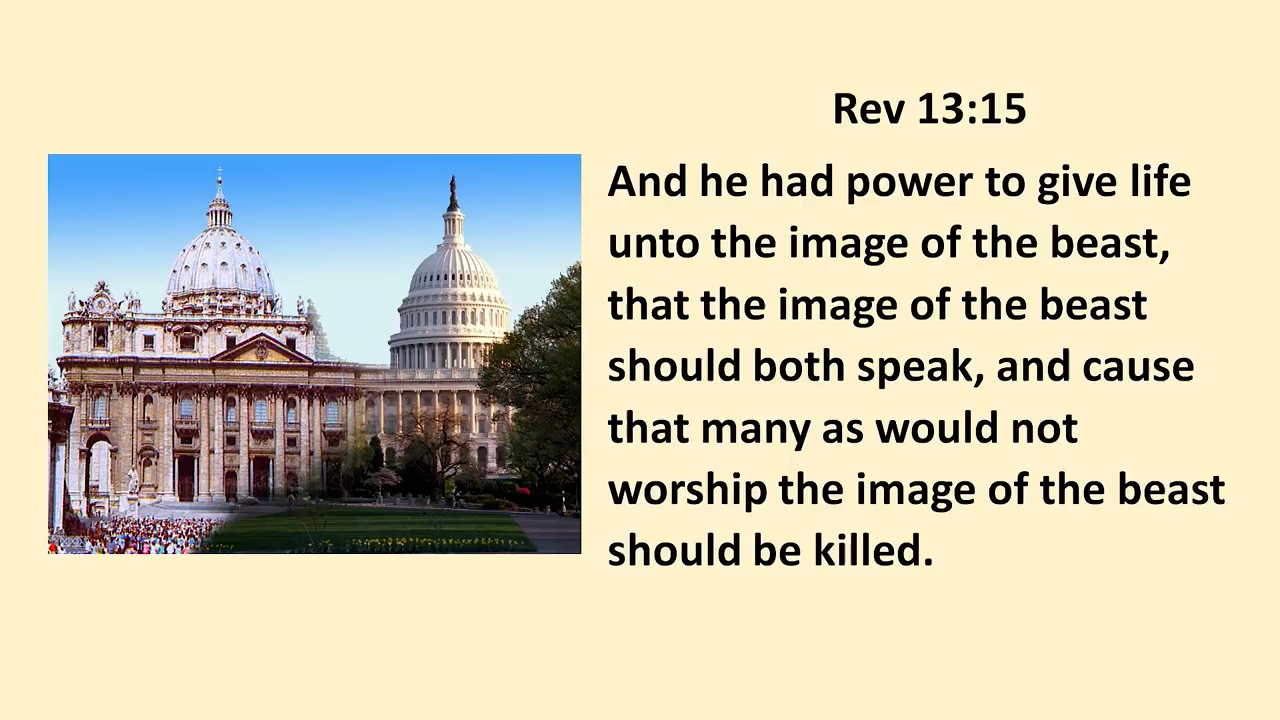 Rev 13:15
And he had power to give life
unto the image of the beast,
that the image of the beast
should both speak, and cause
that many as would not
worship the image of the beast
should be killed.